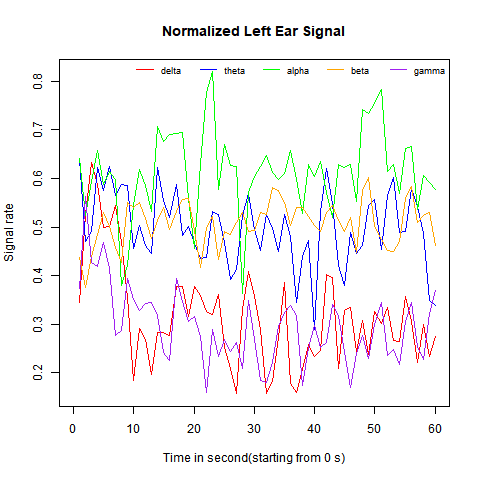 Normalized Left Ear Signal
delta theta alpha beta gamma
0.8
0.7
0.6
0.5
0.4
0.3
0.2
Signal rate
0 10 20 30 40 50 60
Time in second(starting from 0 s)